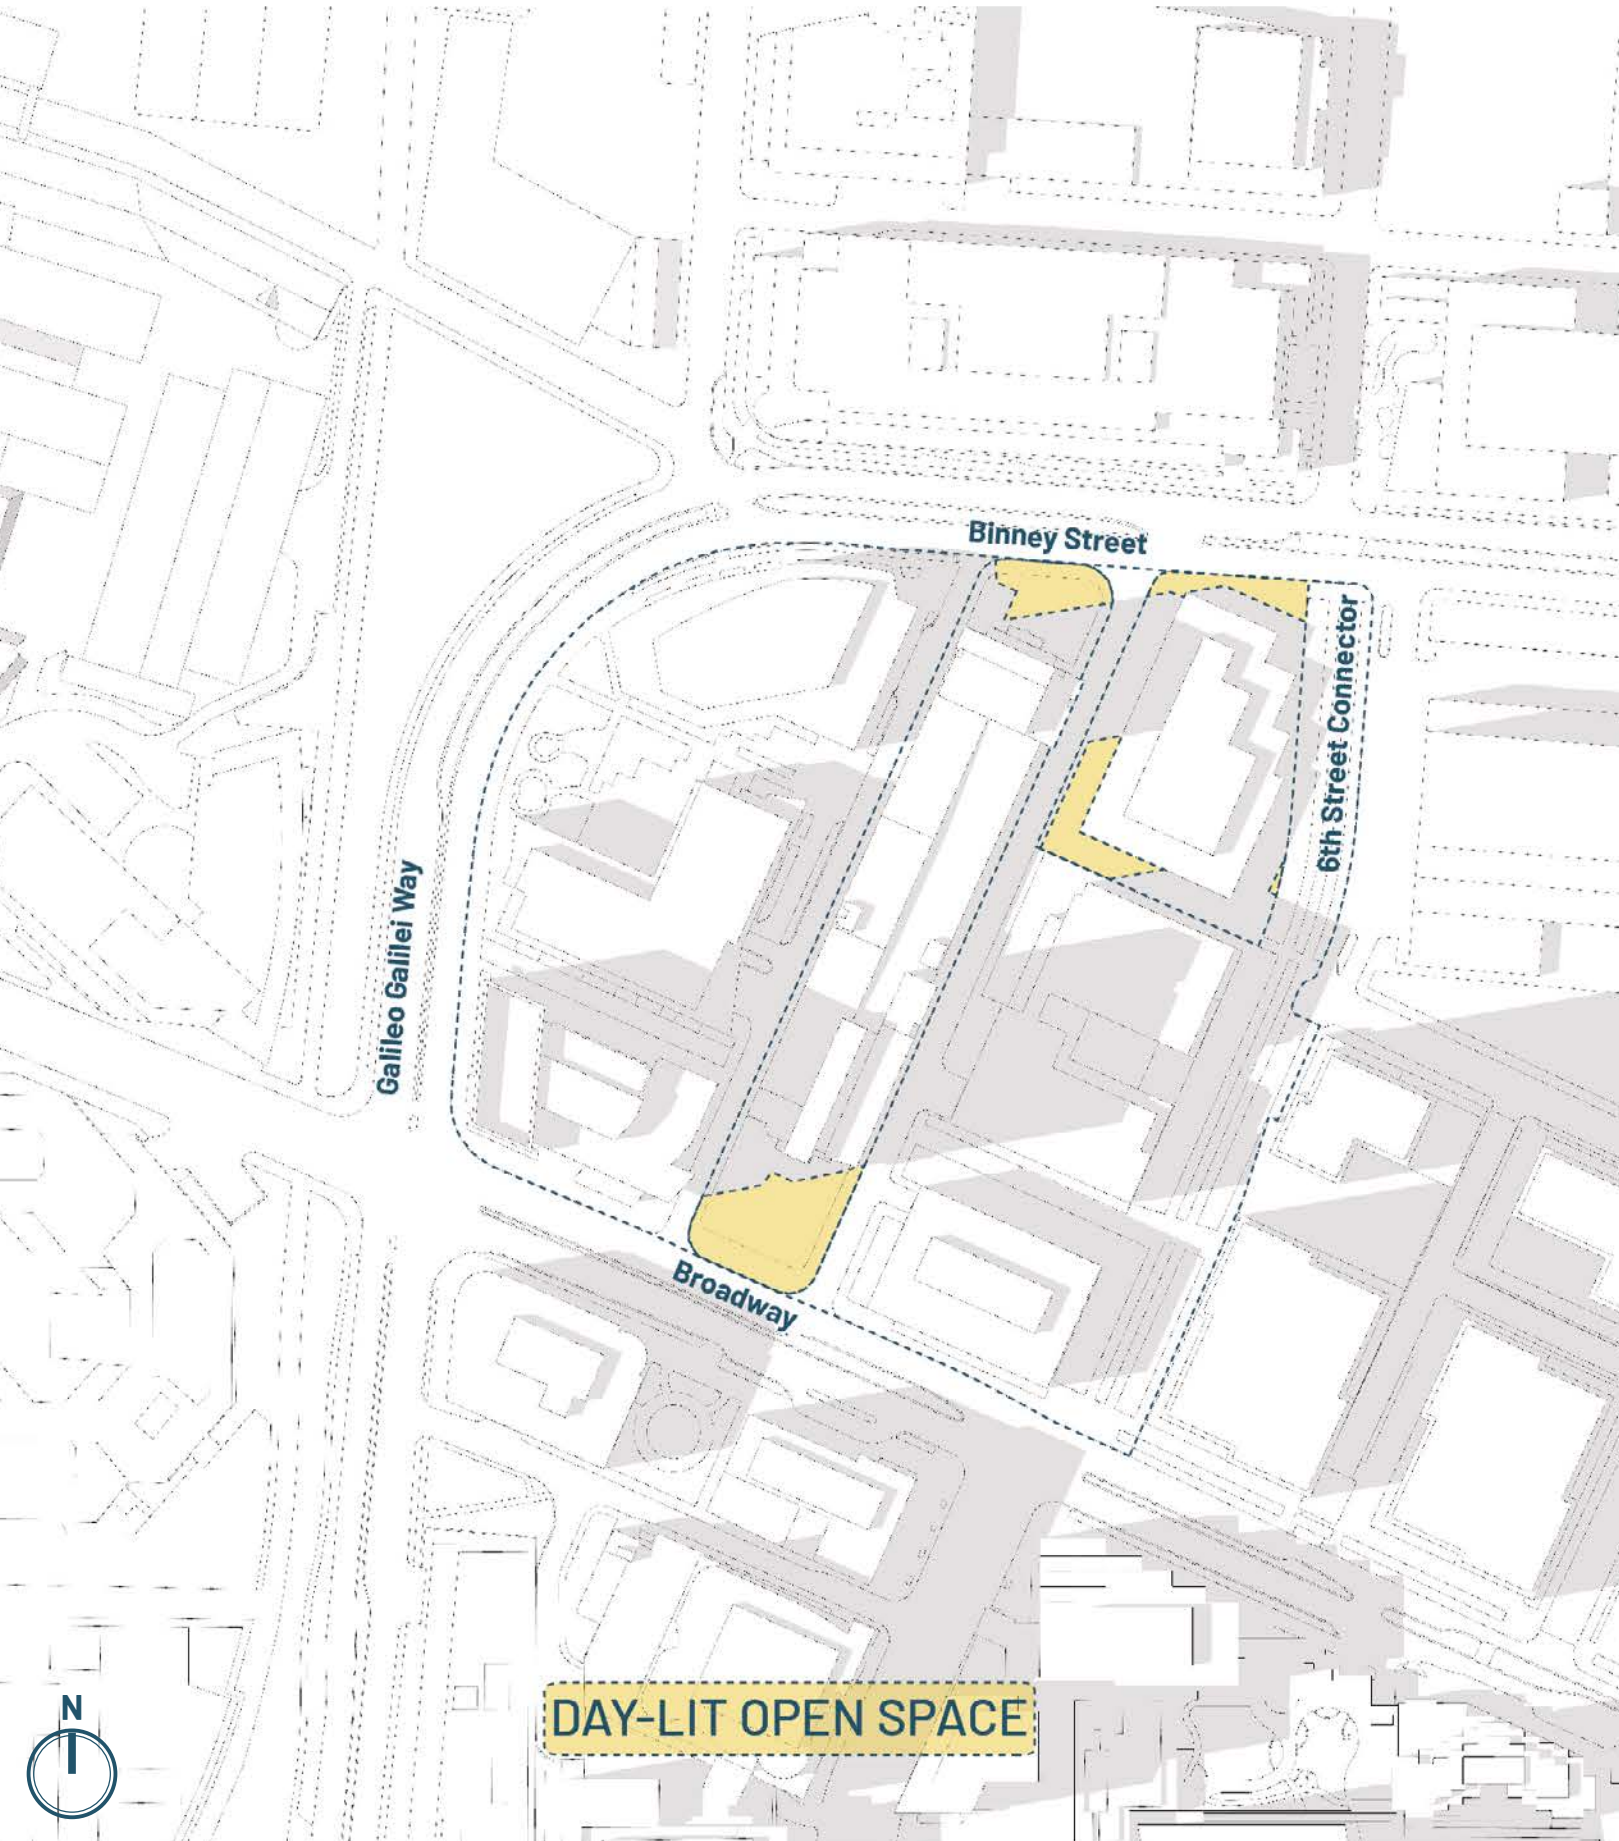 Binney Street
6th Street Connector
Galileo Galilei Way
Broadway
N
DAY-LIT OPEN SPACE